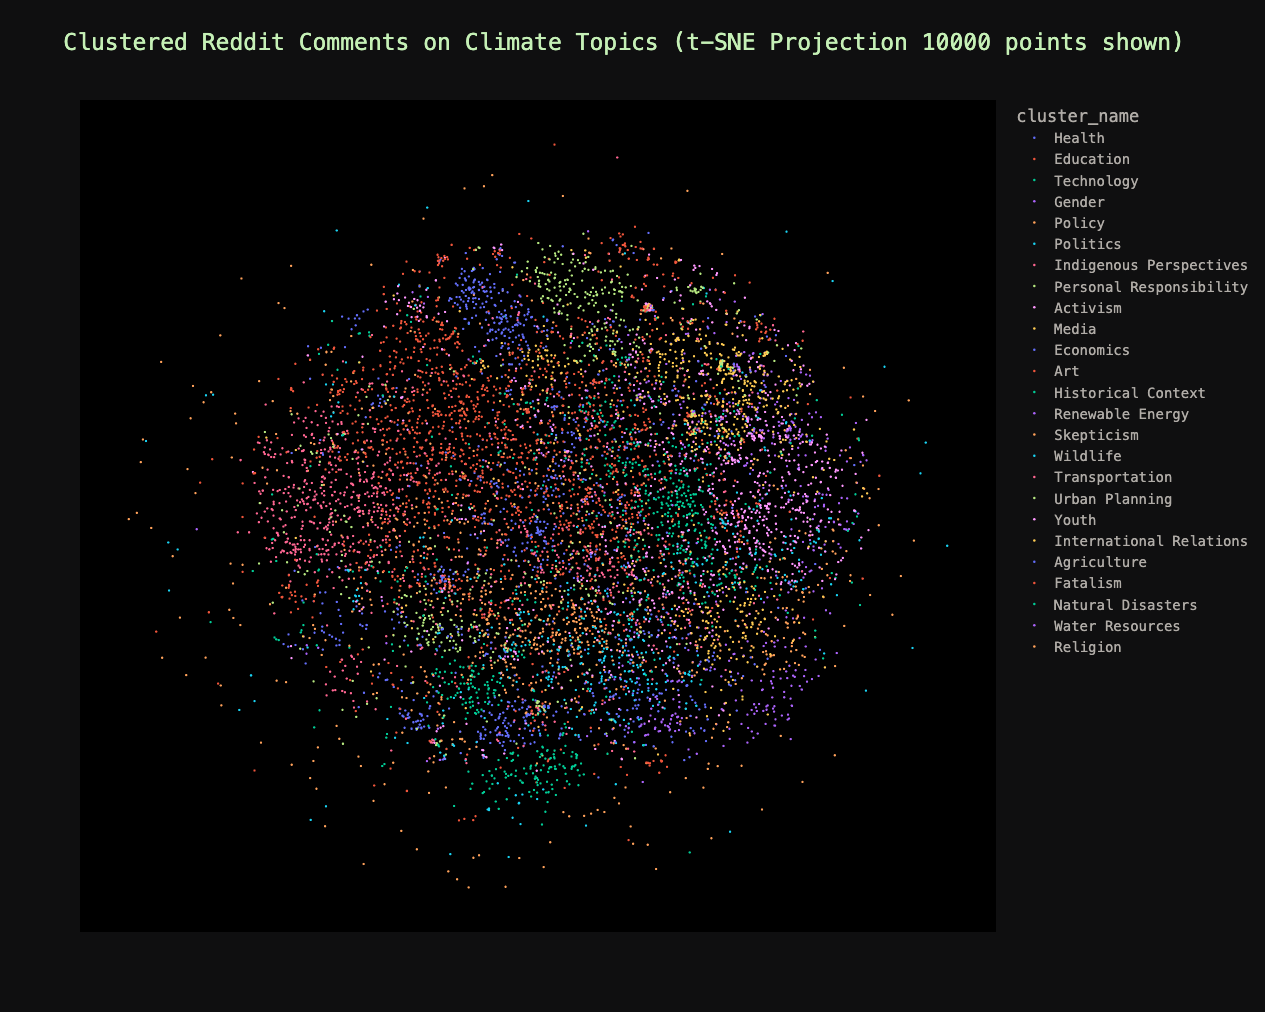 Clustered Reddit Comments on Climate Topics (t-SNE Projection 10000 points shown)
cluster_name
Health
Education
Technology
Gender
Policy
Politics
Indigenous Perspectives
Personal Responsibility
Activism
Media
Economics
Art
Historical Context
Renewable Energy
Skepticism
Wildlife
Transportation
Urban Planning
Youth
International Relations
Agriculture
Fatalism
Natural Disasters
Water Resources
Religion